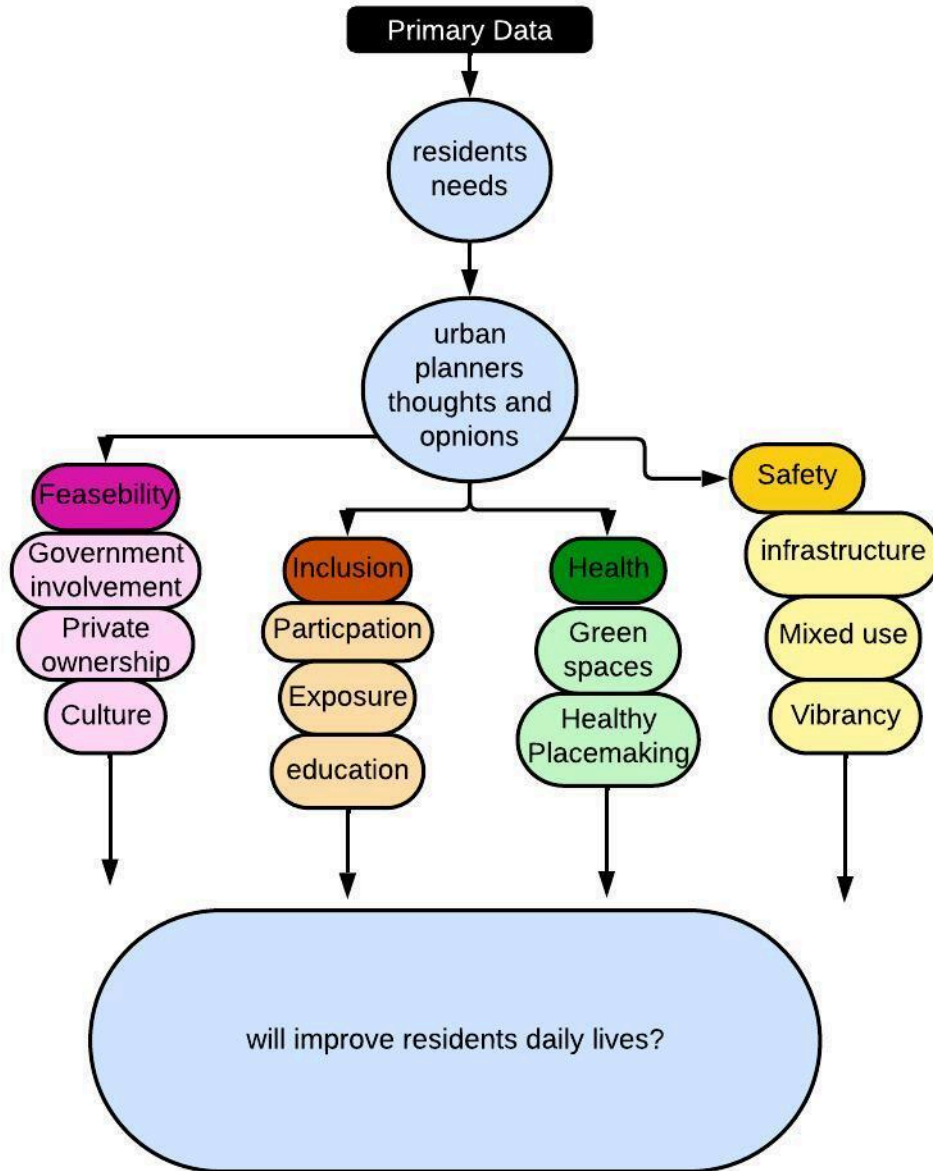 Primary Data
residents
needs
urban
planners
thoughts and
opnions
Feasebility
Government
involvement
Private
ownership
Culture
Inclusion
Particpation
Exposure
education
Health
Green
spaces
Healthy
Placemaking
Safety
infrastructure
Mixed use
Vibrancy
will improve residents daily lives?